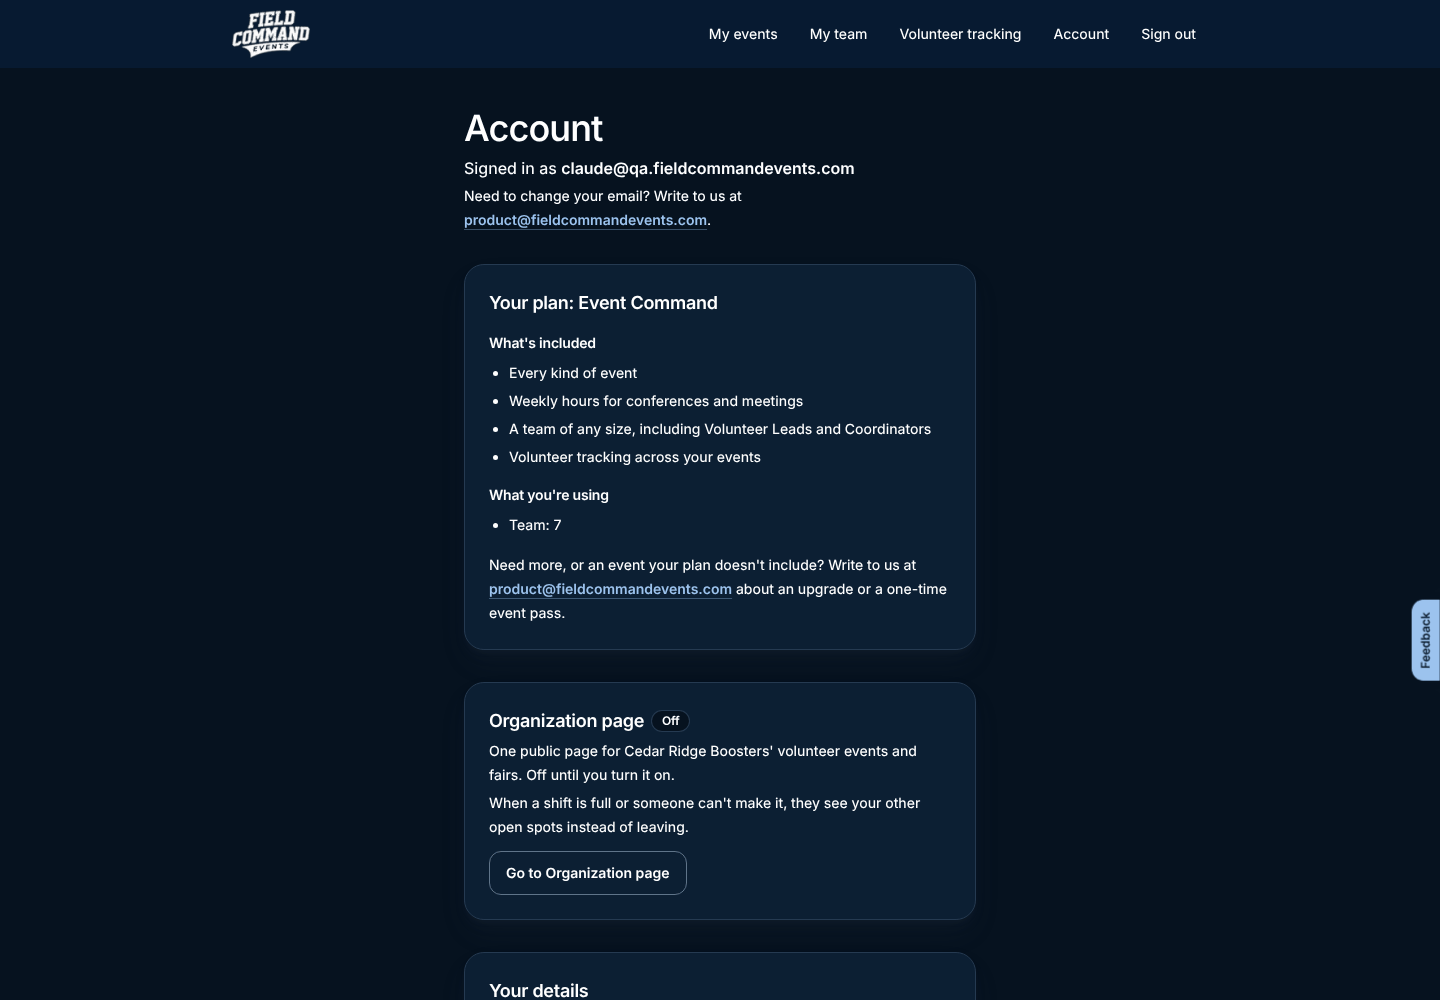 FIELD
COMMAND
EVENTS
My events
My team
Volunteer tracking
Account
Sign out
Account
Signed in as claude@qa.fieldcommandevents.com
Need to change your email? Write to us at
product@fieldcommandevents.com.
Your plan: Event Command
What's included
Every kind of event
Weekly hours for conferences and meetings
A team of any size, including Volunteer Leads and Coordinators
Volunteer tracking across your events
What you're using
Team: 7
Need more, or an event your plan doesn't include? Write to us at
product@fieldcommandevents.com about an upgrade or a one-time
event pass.
Feedback
Organization page Off
One public page for Cedar Ridge Boosters' volunteer events and
fairs. Off until you turn it on.
When a shift is full or someone can't make it, they see your other
open spots instead of leaving.
Go to Organization page
Your details